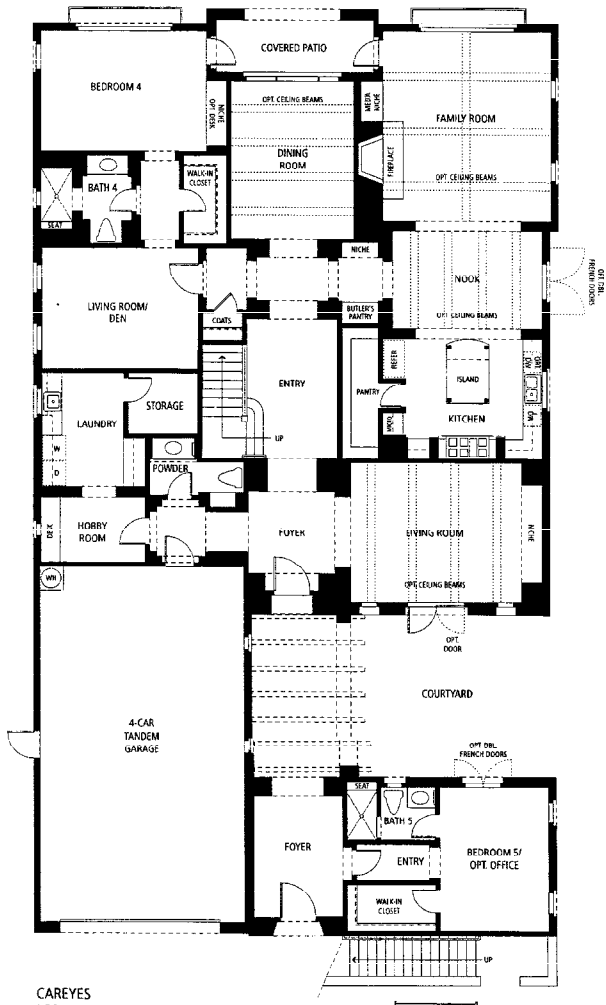 COVERED PATIO
BEDROOM 4
NICHE
OPT. DESK
OPT. CEILING BEAMS
DINING
ROOM
MEDIA
NICHE
FAMILY ROOM
FIREPLACE
OPT. CEILING BEAMS
BATH 4
SEAT
WALK-IN
CLOSET
LIVING ROOM/
DEN
COATS
NICHE
BUTLER'S
PANTRY
NOOK
OPT. CEILING BEAMS
OPT. DBL.
FRENCH DOORS
ENTRY
UP
PANTRY
REFER.
ISLAND
KITCHEN
MICRO
OPT.
DW
DW
LAUNDRY
STORAGE
W
D
POWDER
HOBBY
ROOM
DESK
FOYER
LIVING ROOM
NICHE
OPT. CEILING BEAMS
WH
OPT.
DOOR
COURTYARD
4-CAR
TANDEM
GARAGE
OPT. DBL.
FRENCH DOORS
SEAT
BATH 5
FOYER
ENTRY
BEDROOM 5/
OPT. OFFICE
WALK-IN
CLOSET
UP
CAREYES